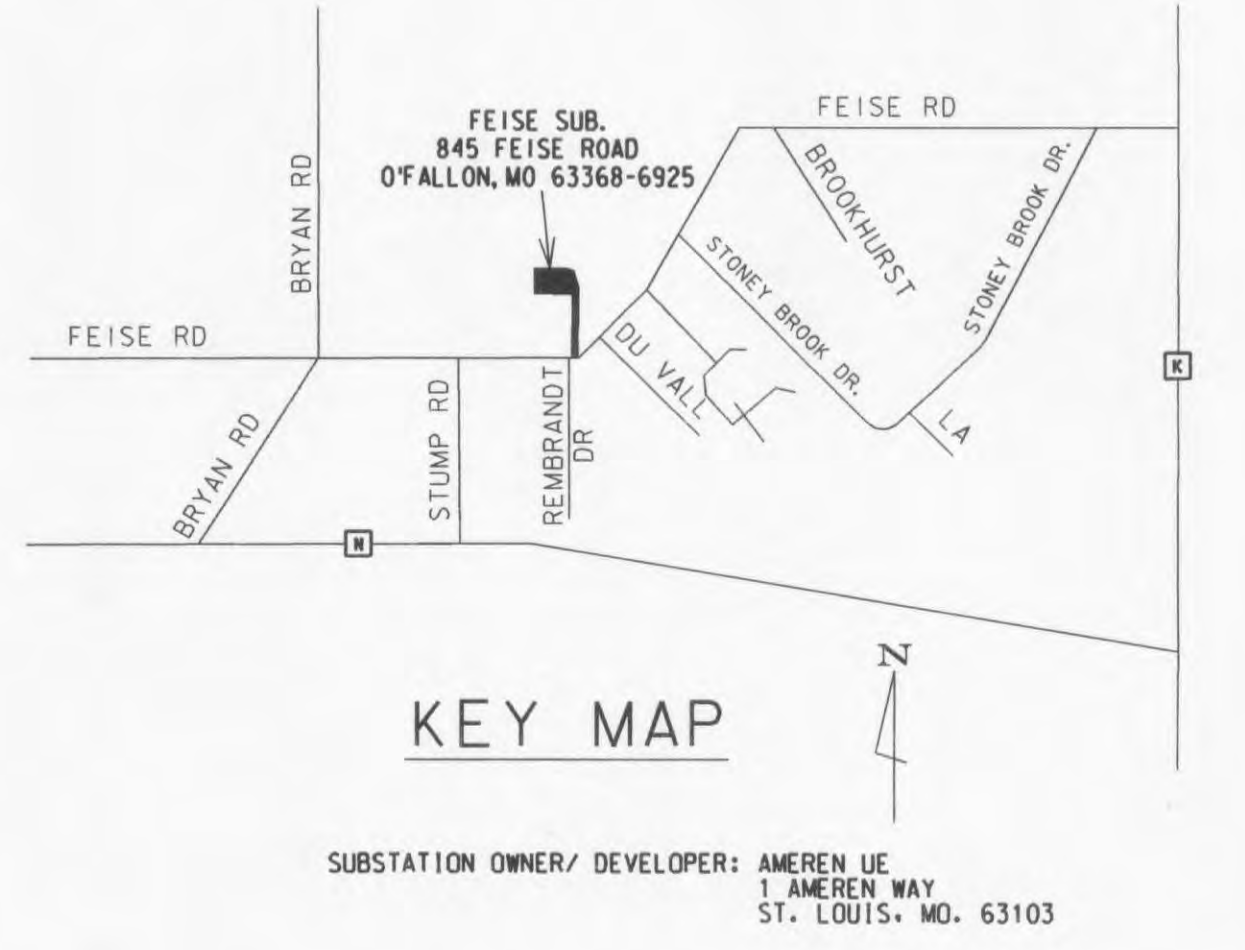 FEISE RD
FEISE SUB.
845 FEISE ROAD
O'FALLON, MO 63368-6925
BRYAN RD
BROOKHURST
STONEY BROOK DR.
STONEY BROOK DR.
FEISE RD
DU VALL
K
BRYAN RD
STUMP RD
REMBRANDT
DR
LA
N
N
KEY MAP
SUBSTATION OWNER/ DEVELOPER: AMEREN UE
1 AMEREN WAY
ST. LOUIS. MO. 63103